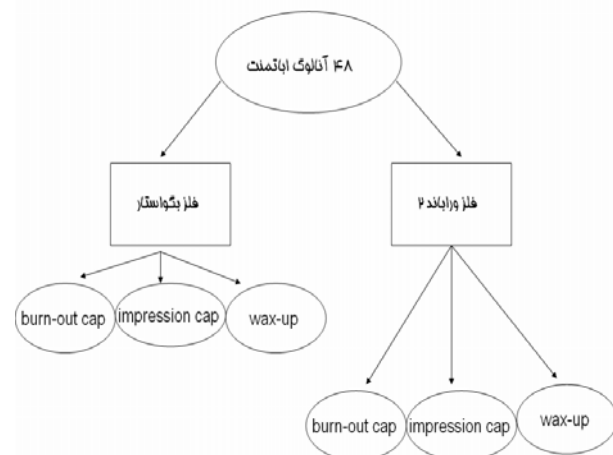 ۴۸ آنالوگ اباتمنت
فلز بگواستار
فلز وراباند ۲
burn-out cap
impression cap
wax-up
burn-out cap
impression cap
wax-up